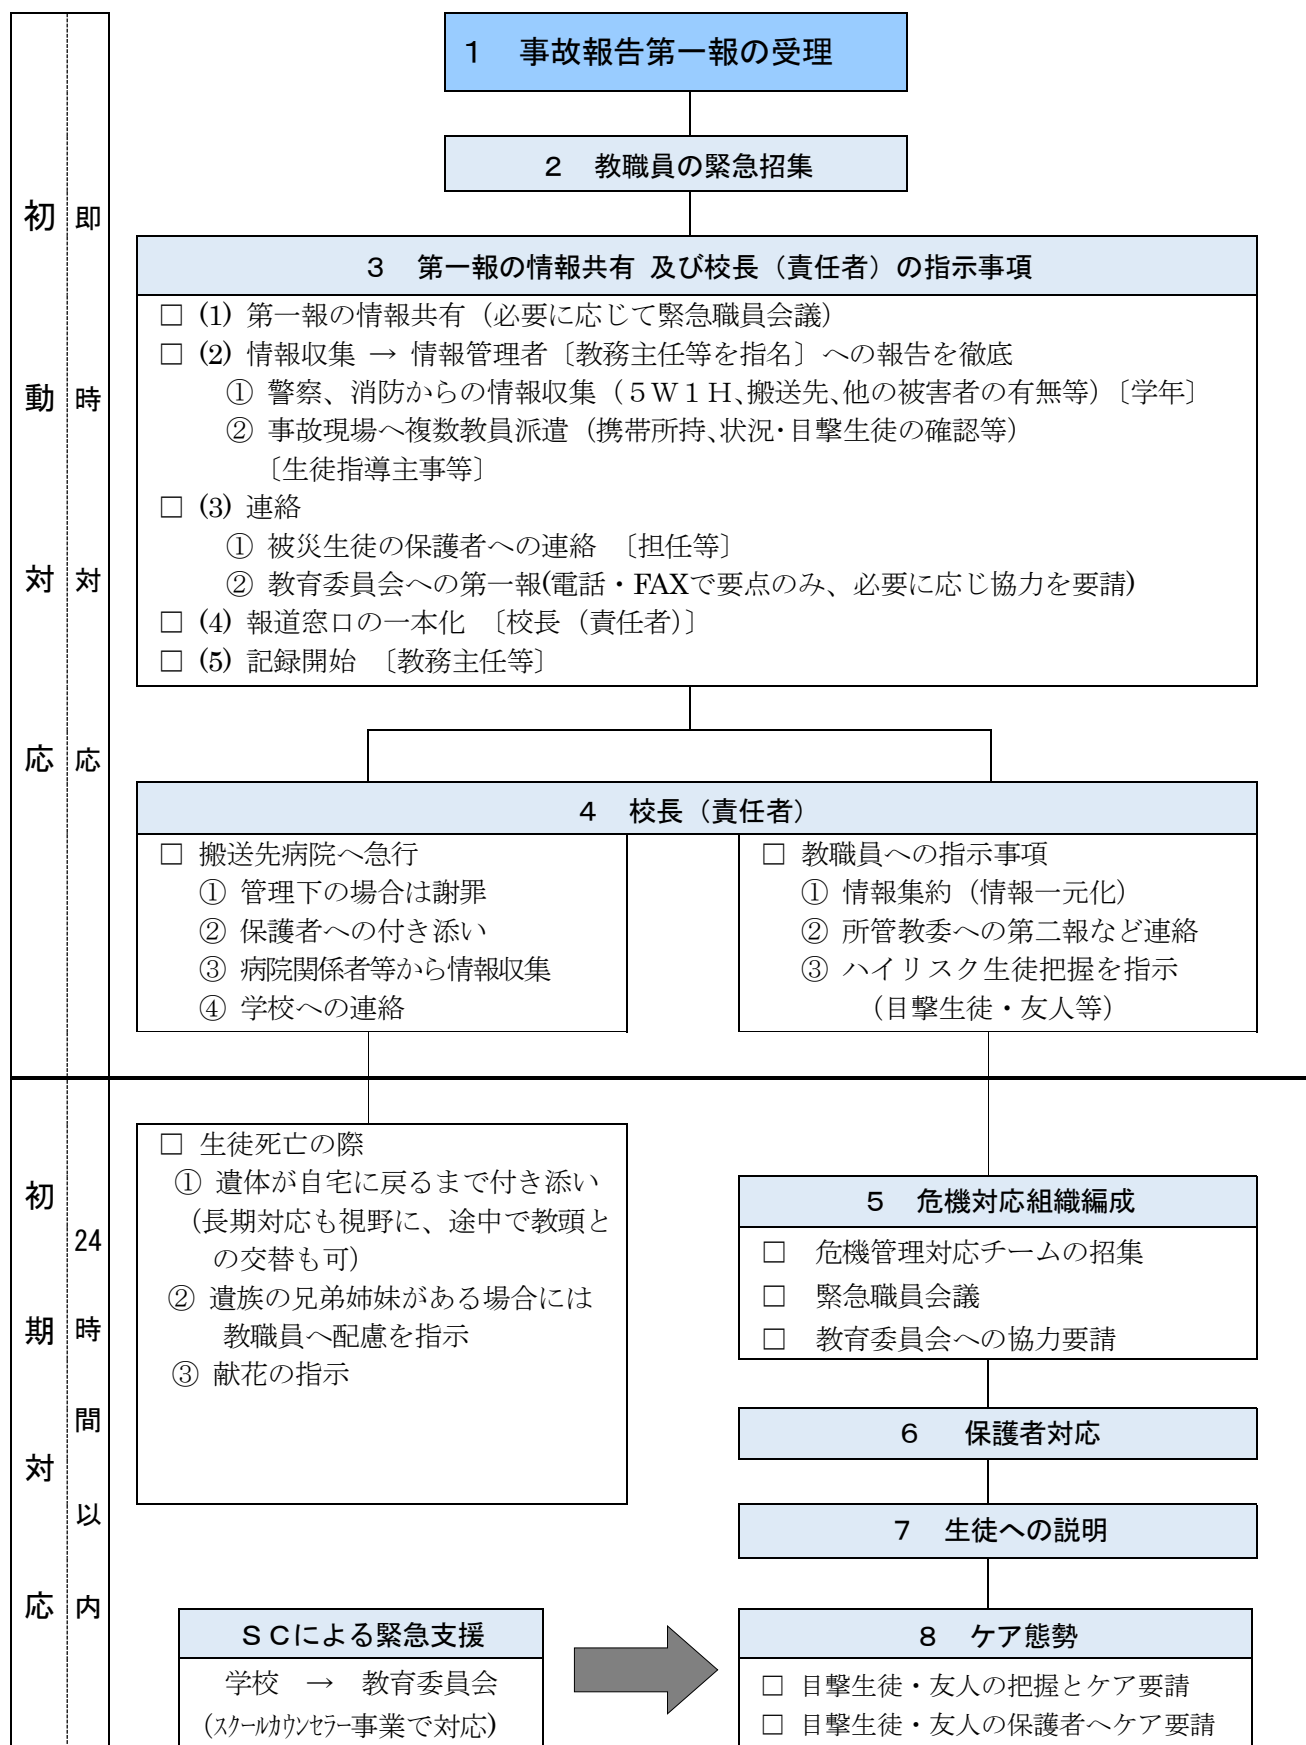 初動対応
即時対応
1 事故報告第一報の受理
2 教職員の緊急招集
3 第一報の情報共有 及び校長（責任者）の指示事項
□ (1) 第一報の情報共有（必要に応じて緊急職員会議）
□ (2) 情報収集 → 情報管理者〔教務主任等を指名〕への報告を徹底
① 警察、消防からの情報収集（５Ｗ１Ｈ、搬送先、他の被害者の有無等）〔学年〕
② 事故現場へ複数教員派遣（携帯所持、状況・目撃生徒の確認等）
〔生徒指導主事等〕
□ (3) 連絡
① 被災生徒の保護者への連絡 〔担任等〕
② 教育委員会への第一報(電話・FAXで要点のみ、必要に応じ協力を要請)
□ (4) 報道窓口の一本化 〔校長（責任者）〕
□ (5) 記録開始 〔教務主任等〕
4 校長（責任者）
□ 搬送先病院へ急行
① 管理下の場合は謝罪
② 保護者への付き添い
③ 病院関係者等から情報収集
④ 学校への連絡
□ 教職員への指示事項
① 情報集約（情報一元化）
② 所管教委への第二報など連絡
③ ハイリスク生徒把握を指示
（目撃生徒・友人等）
初期対応
24時間以内
□ 生徒死亡の際
① 遺体が自宅に戻るまで付き添い
（長期対応も視野に、途中で教頭と
の交替も可）
② 遺族の兄弟姉妹がある場合には
教職員へ配慮を指示
③ 献花の指示
5 危機対応組織編成
□ 危機管理対応チームの招集
□ 緊急職員会議
□ 教育委員会への協力要請
6 保護者対応
7 生徒への説明
ＳＣによる緊急支援
学校 → 教育委員会
(ｽｸｰﾙｶｳﾝｾﾗｰ事業で対応)
8 ケア態勢
□ 目撃生徒・友人の把握とケア要請
□ 目撃生徒・友人の保護者へケア要請